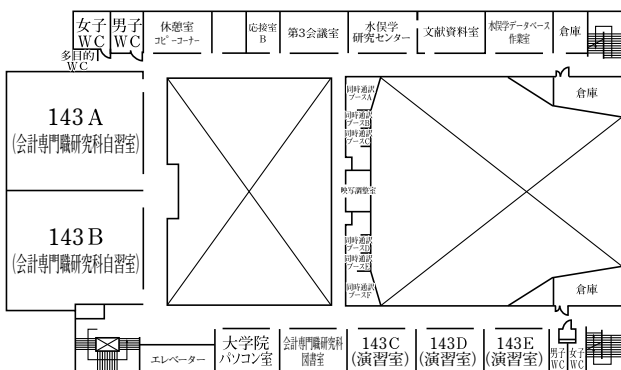 女子
WC
男子
WC
休憩室
コピーコーナー
応接室
B
第3会議室
水俣学
研究センター
文献資料室
水俣学データベース
作業室
倉庫
多目的
WC
143A
(会計専門職研究科自習室)
同時通訳
ブースA
同時通訳
ブースB
同時通訳
ブースC
倉庫
映写調整室
143B
(会計専門職研究科自習室)
同時通訳
ブースD
同時通訳
ブースE
同時通訳
ブースF
倉庫
エレベーター
大学院
パソコン室
会計専門職研究科
図書室
143C
(演習室)
143D
(演習室)
143E
(演習室)
男子
WC
女子
WC